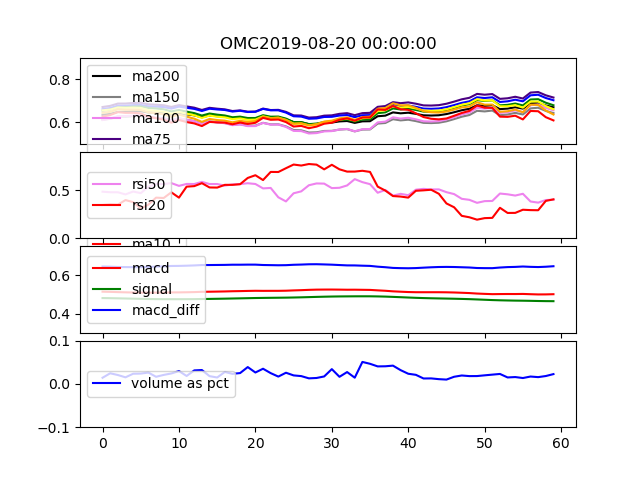 OMC2019-08-20 00:00:00
0.8
0.6
ma200
ma150
ma100
ma75
0.5
0.0
rsi50
rsi20
ma10
0.6
0.4
macd
signal
macd_diff
0.1
0.0
−0.1
volume as pct
0 10 20 30 40 50 60